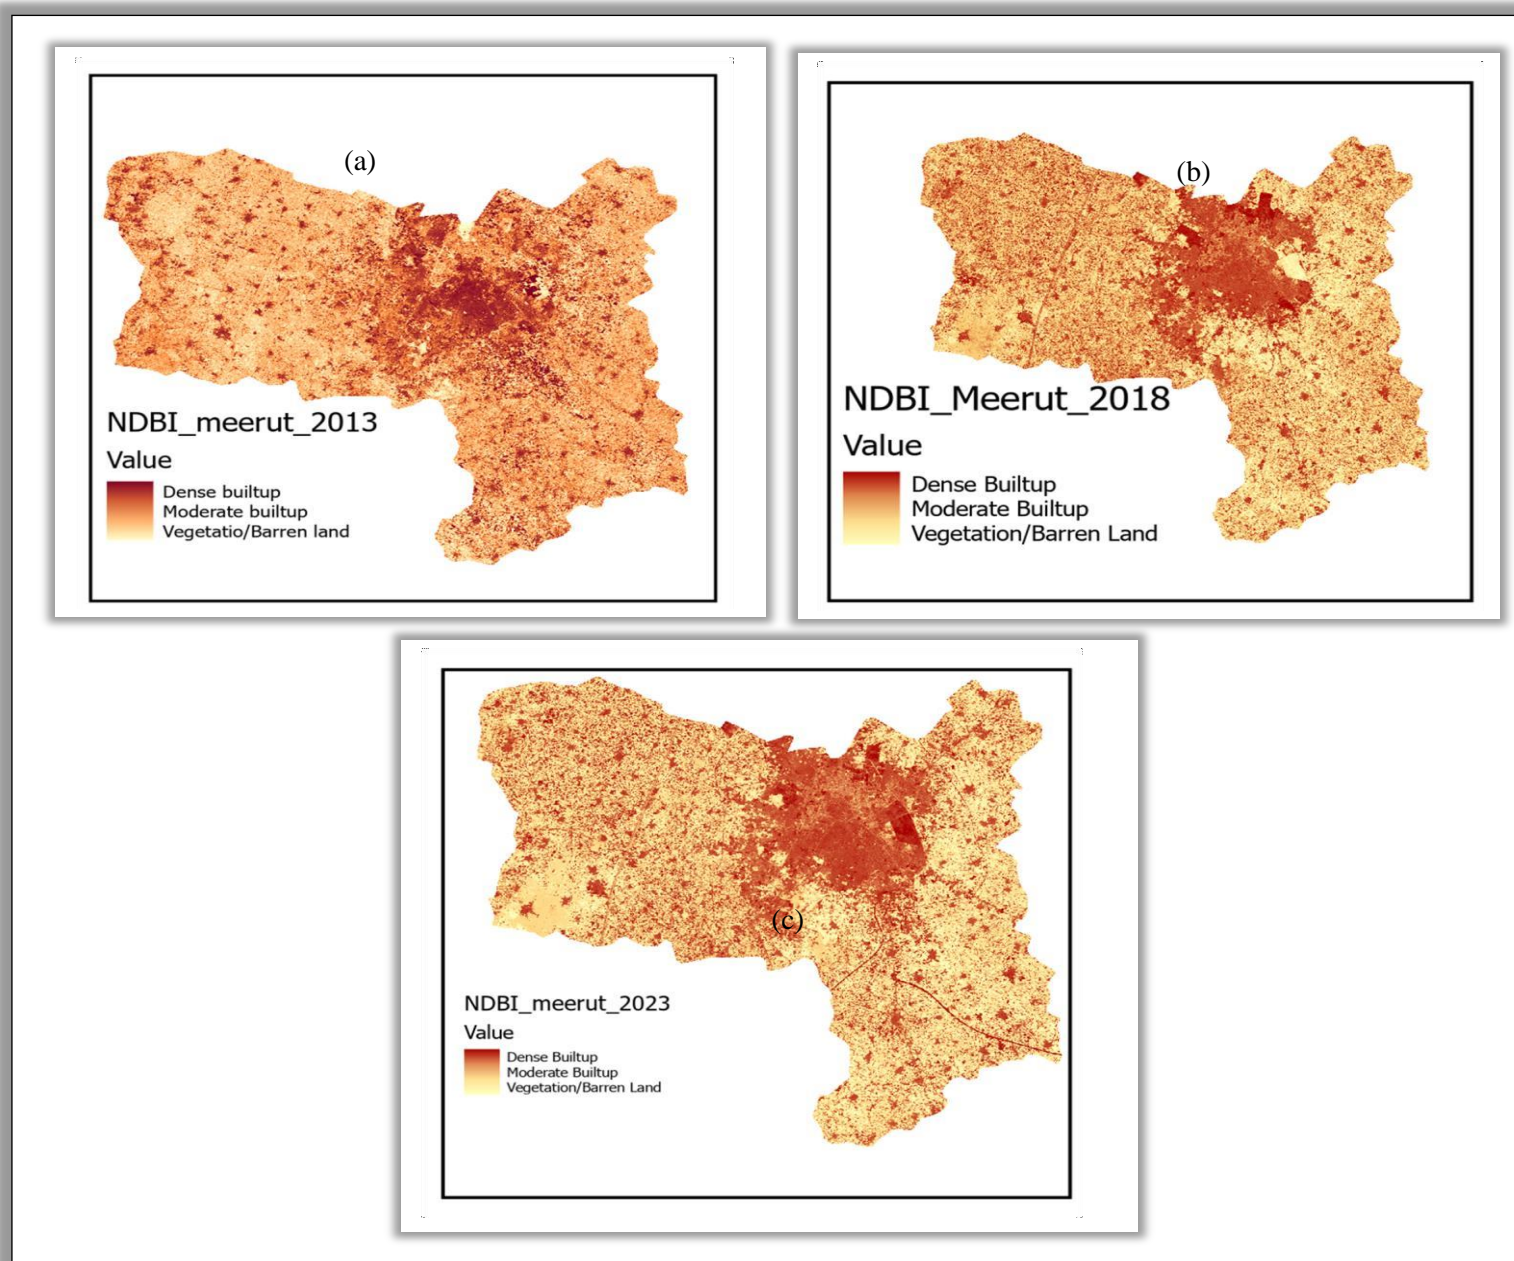 (a)
NDBI_meerut_2013
Value
Dense builtup
Moderate builtup
Vegetatio/Barren land
(b)
NDBI_Meerut_2018
Value
Dense Builtup
Moderate Builtup
Vegetation/Barren Land
(c)
NDBI_meerut_2023
Value
Dense Builtup
Moderate Builtup
Vegetation/Barren Land